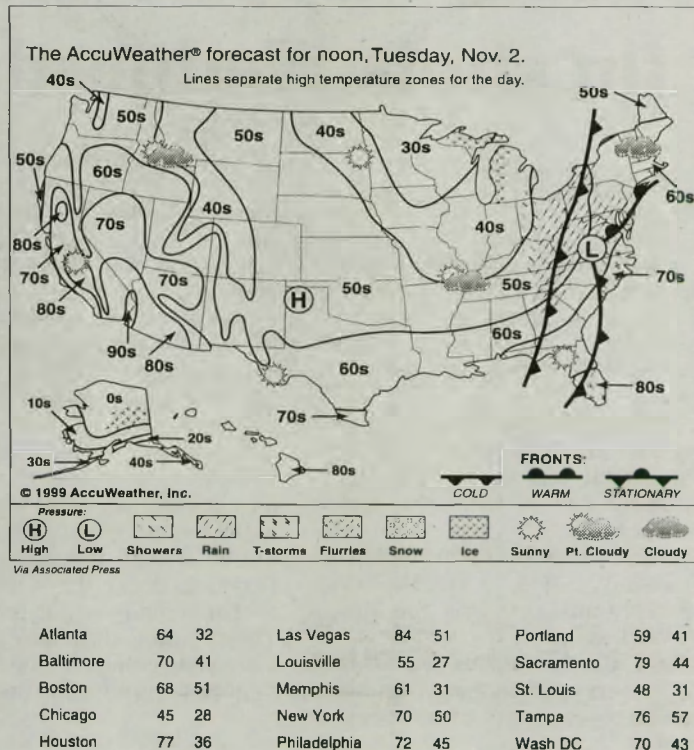 The AccuWeather® forecast for noon, Tuesday, Nov. 2.
Lines separate high temperature zones for the day.
40s
50s
50s
50s
40s
30s
50s
60s
40s
60s
80s
70s
40s
70s
70s
80s
50s
50s
70s
90s
80s
60s
60s
80s
70s
H
L
10s
0s
20s
30s
40s
80s
© 1999 AccuWeather, Inc.
FRONTS:
COLD WARM STATIONARY
Pressure:
H L
High Low Showers Rain T-storms Flurries Snow Ice Sunny Pt. Cloudy Cloudy
Via Associated Press
Atlanta 64 32 Las Vegas 84 51 Portland 59 41
Baltimore 70 41 Louisville 55 27 Sacramento 79 44
Boston 68 51 Memphis 61 31 St. Louis 48 31
Chicago 45 28 New York 70 50 Tampa 76 57
Houston 77 36 Philadelphia 72 45 Wash DC 70 43